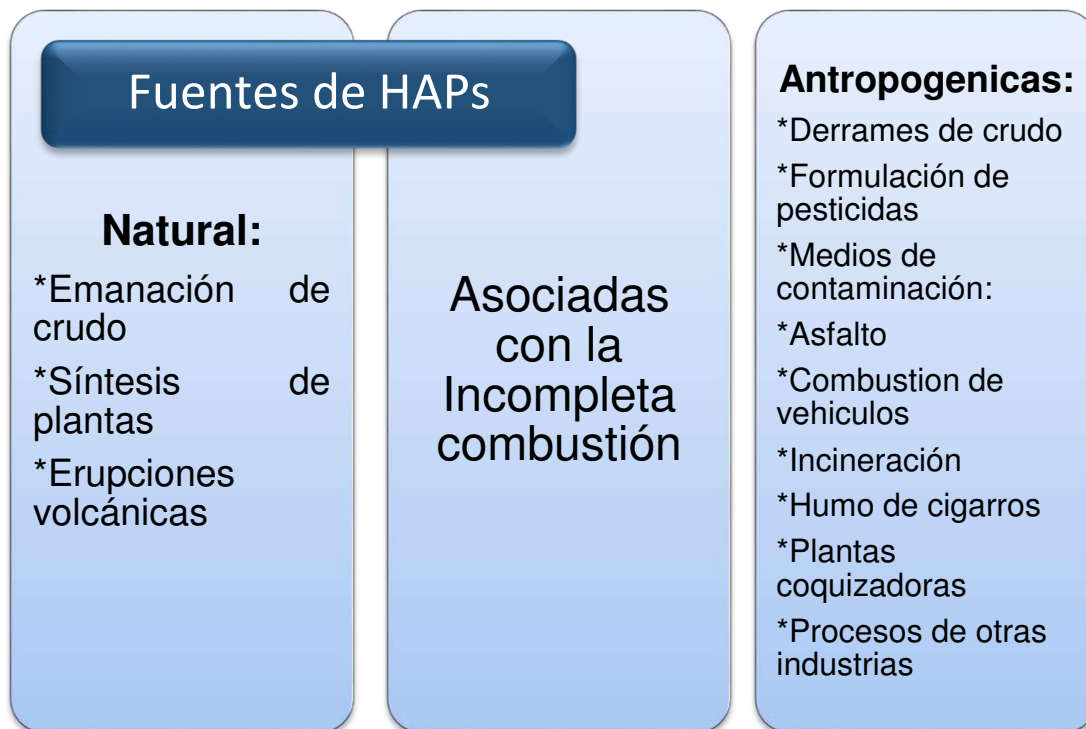 Fuentes de HAPs
Natural:
*Emanación de
crudo
*Síntesis de
plantas
*Erupciones
volcánicas
Asociadas
con la
Incompleta
combustión
Antropogenicas:
*Derrames de crudo
*Formulación de
pesticidas
*Medios de
contaminación:
*Asfalto
*Combustion de
vehiculos
*Incineración
*Humo de cigarros
*Plantas
coquizadoras
*Procesos de otras
industrias